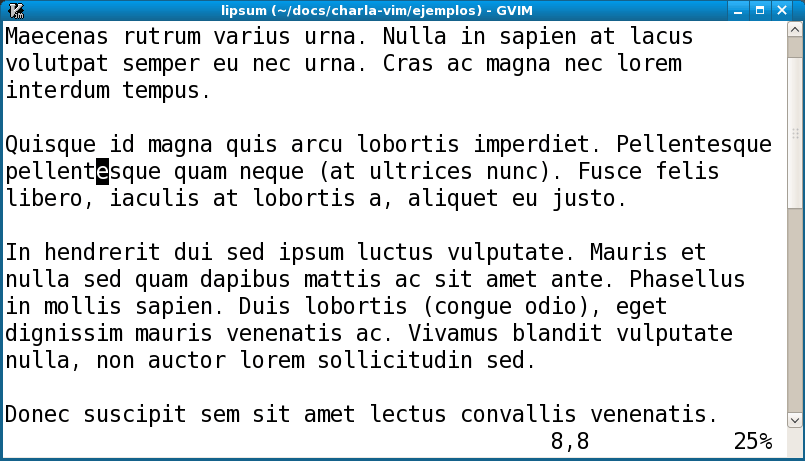 lipsum (~/docs/charla-vim/ejemplos) - GVIM
Maecenas rutrum varius urna. Nulla in sapien at lacus
volutpat semper eu nec urna. Cras ac magna nec lorem
interdum tempus.
Quisque id magna quis arcu lobortis imperdiet. Pellentesque
pellentesque quam neque (at ultrices nunc). Fusce felis
libero, iaculis at lobortis a, aliquet eu justo.
In hendrerit dui sed ipsum luctus vulputate. Mauris et
nulla sed quam dapibus mattis ac sit amet ante. Phasellus
in mollis sapien. Duis lobortis (congue odio), eget
dignissim mauris venenatis ac. Vivamus blandit vulputate
nulla, non auctor lorem sollicitudin sed.
Donec suscipit sem sit amet lectus convallis venenatis.
8,8 25%